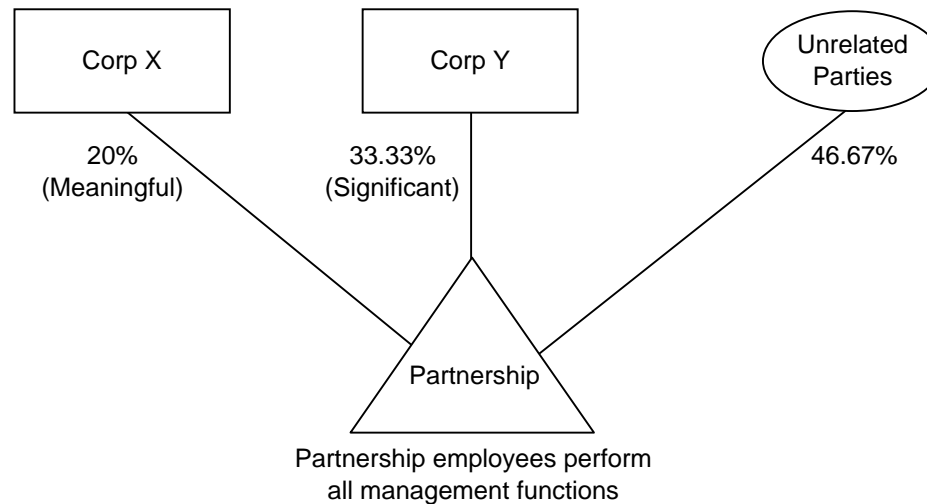 Corp X
Corp Y
Unrelated
Parties
20%
(Meaningful)
33.33%
(Significant)
46.67%
Partnership
Partnership employees perform
all management functions